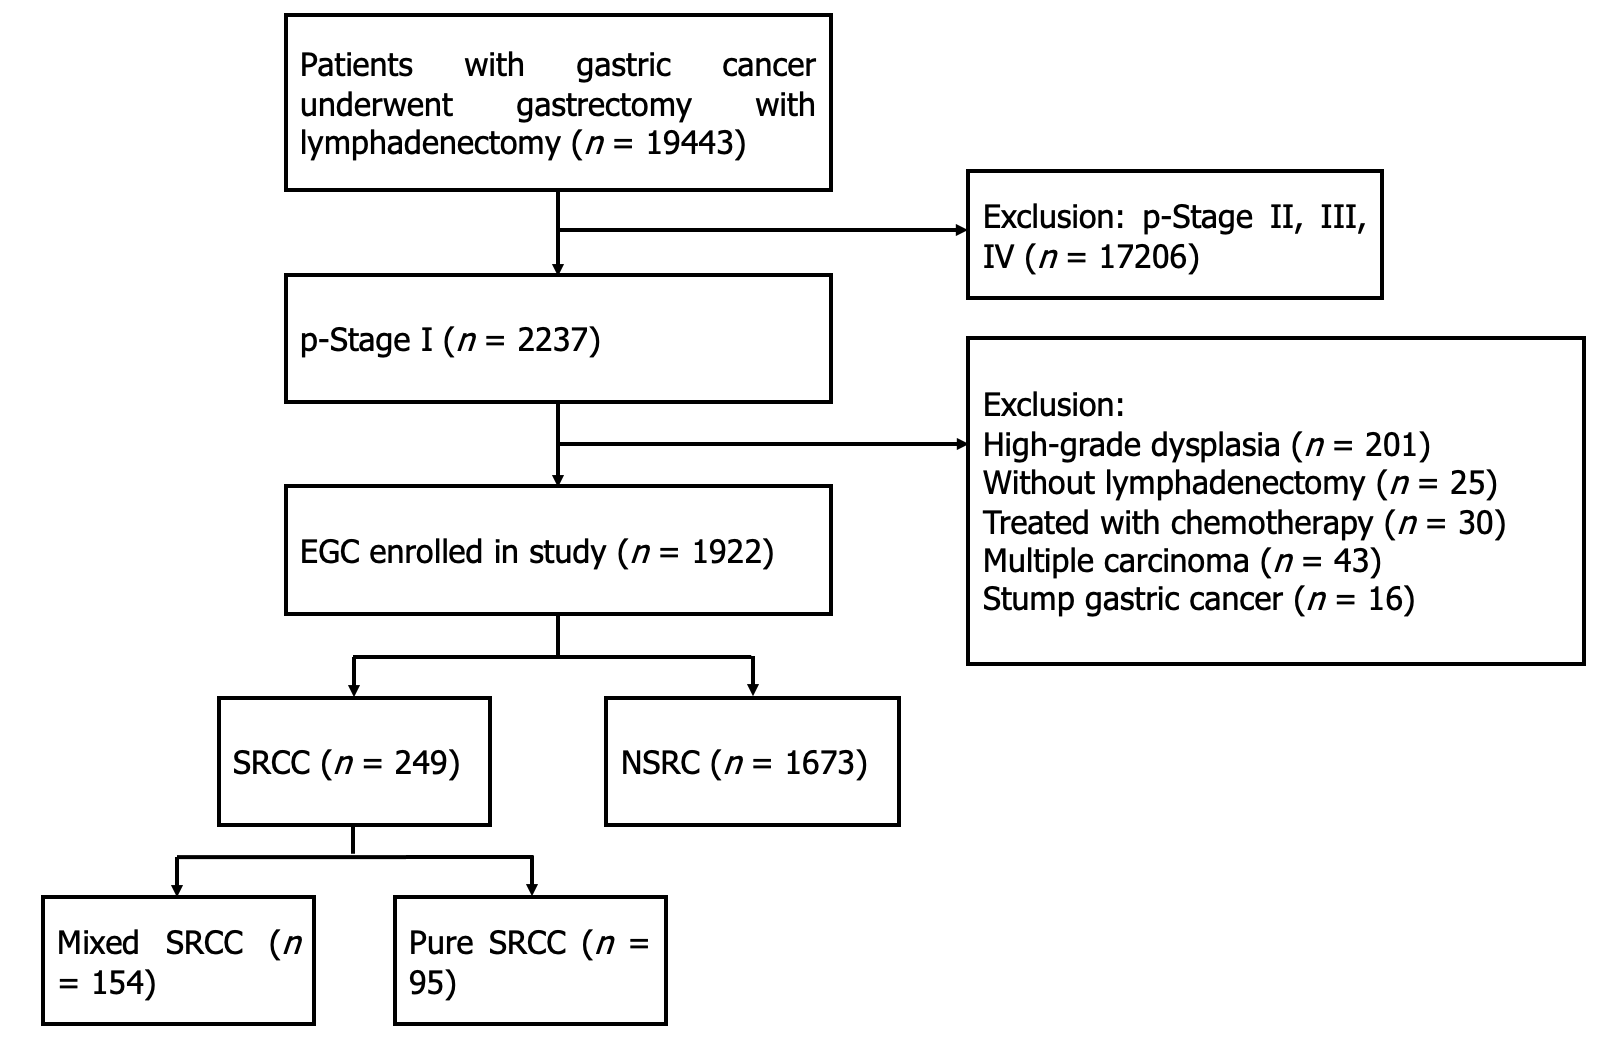 Patients with gastric cancer
underwent gastrectomy with
lymphadenectomy (n = 19443)
Exclusion: p-Stage II, III,
IV (n = 17206)
p-Stage I (n = 2237)
Exclusion:
High-grade dysplasia (n = 201)
Without lymphadenectomy (n = 25)
Treated with chemotherapy (n = 30)
Multiple carcinoma (n = 43)
Stump gastric cancer (n = 16)
EGC enrolled in study (n = 1922)
SRCC (n = 249)
NSRC (n = 1673)
Mixed SRCC (n
= 154)
Pure SRCC (n =
95)